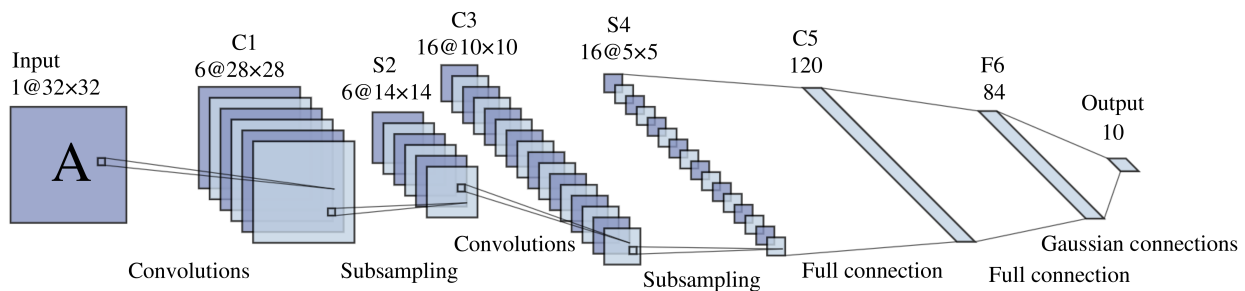 Input
1@32×32
A
C1
6@28×28
S2
6@14×14
C3
16@10×10
S4
16@5×5
C5
120
F6
84
Output
10
Convolutions
Subsampling
Convolutions
Subsampling
Full connection
Full connection
Gaussian connections